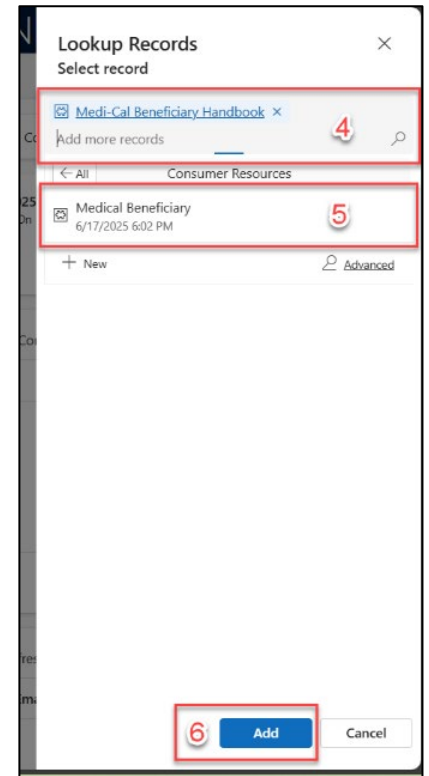 Lookup Records
Select record
Medi-Cal Beneficiary Handbook ×
Add more records
4
← All Consumer Resources
Medical Beneficiary
6/17/2025 6:02 PM
5
+ New Advanced
6
Add Cancel